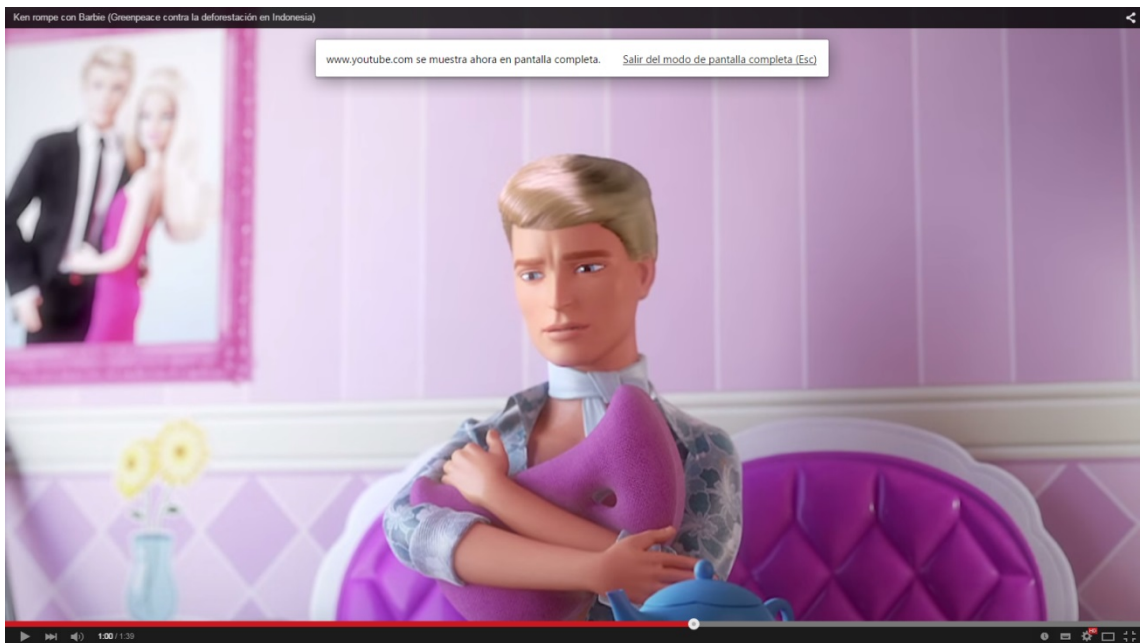 Ken rompe con Barbie (Greenpeace contra la deforestación en Indonesia)
www.youtube.com se muestra ahora en pantalla completa. Salir del modo de pantalla completa (Esc)
1:00 / 1:39
HD